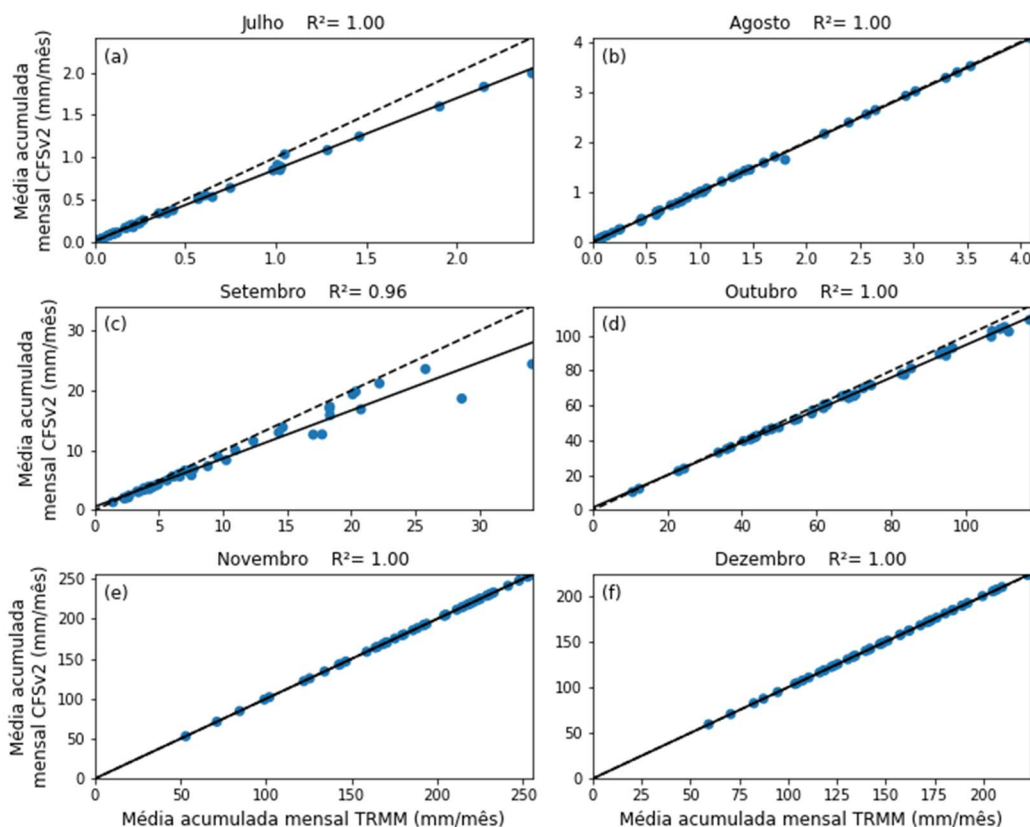 Julho R²= 1.00
(a)
Média acumulada
mensal CFSv2 (mm/mês)
2.0
1.5
1.0
0.5
0.0
0.0 0.5 1.0 1.5 2.0
Agosto R²= 1.00
(b)
4
3
2
1
0
0.0 0.5 1.0 1.5 2.0 2.5 3.0 3.5 4.0
Setembro R²= 0.96
(c)
Média acumulada
mensal CFSv2 (mm/mês)
30
20
10
0
0 5 10 15 20 25 30
Outubro R²= 1.00
(d)
100
80
60
40
20
0
0 20 40 60 80 100
Novembro R²= 1.00
(e)
Média acumulada
mensal CFSv2 (mm/mês)
250
200
150
100
50
0
0 50 100 150 200 250
Média acumulada mensal TRMM (mm/mês)
Dezembro R²= 1.00
(f)
200
150
100
50
0
0 25 50 75 100 125 150 175 200
Média acumulada mensal TRMM (mm/mês)